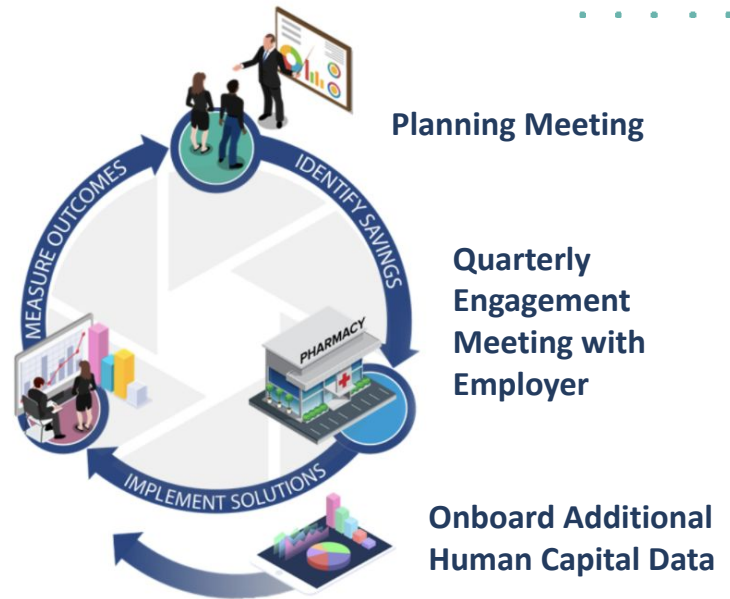 Planning Meeting
IDENTIFY SAVINGS
MEASURE OUTCOMES
Quarterly
Engagement
Meeting with
Employer
PHARMACY
IMPLEMENT SOLUTIONS
Onboard Additional
Human Capital Data